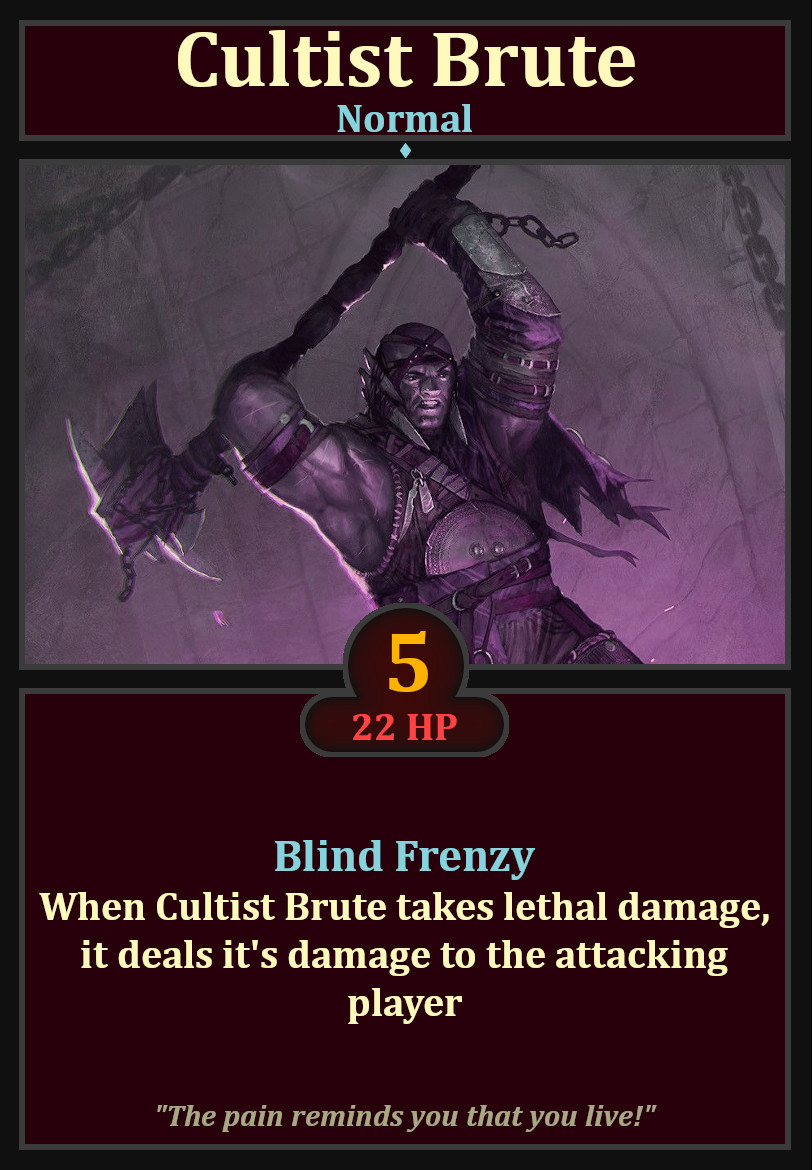 Cultist Brute
Normal
5
22 HP
Blind Frenzy
When Cultist Brute takes lethal damage,
it deals it's damage to the attacking
player
"The pain reminds you that you live!"